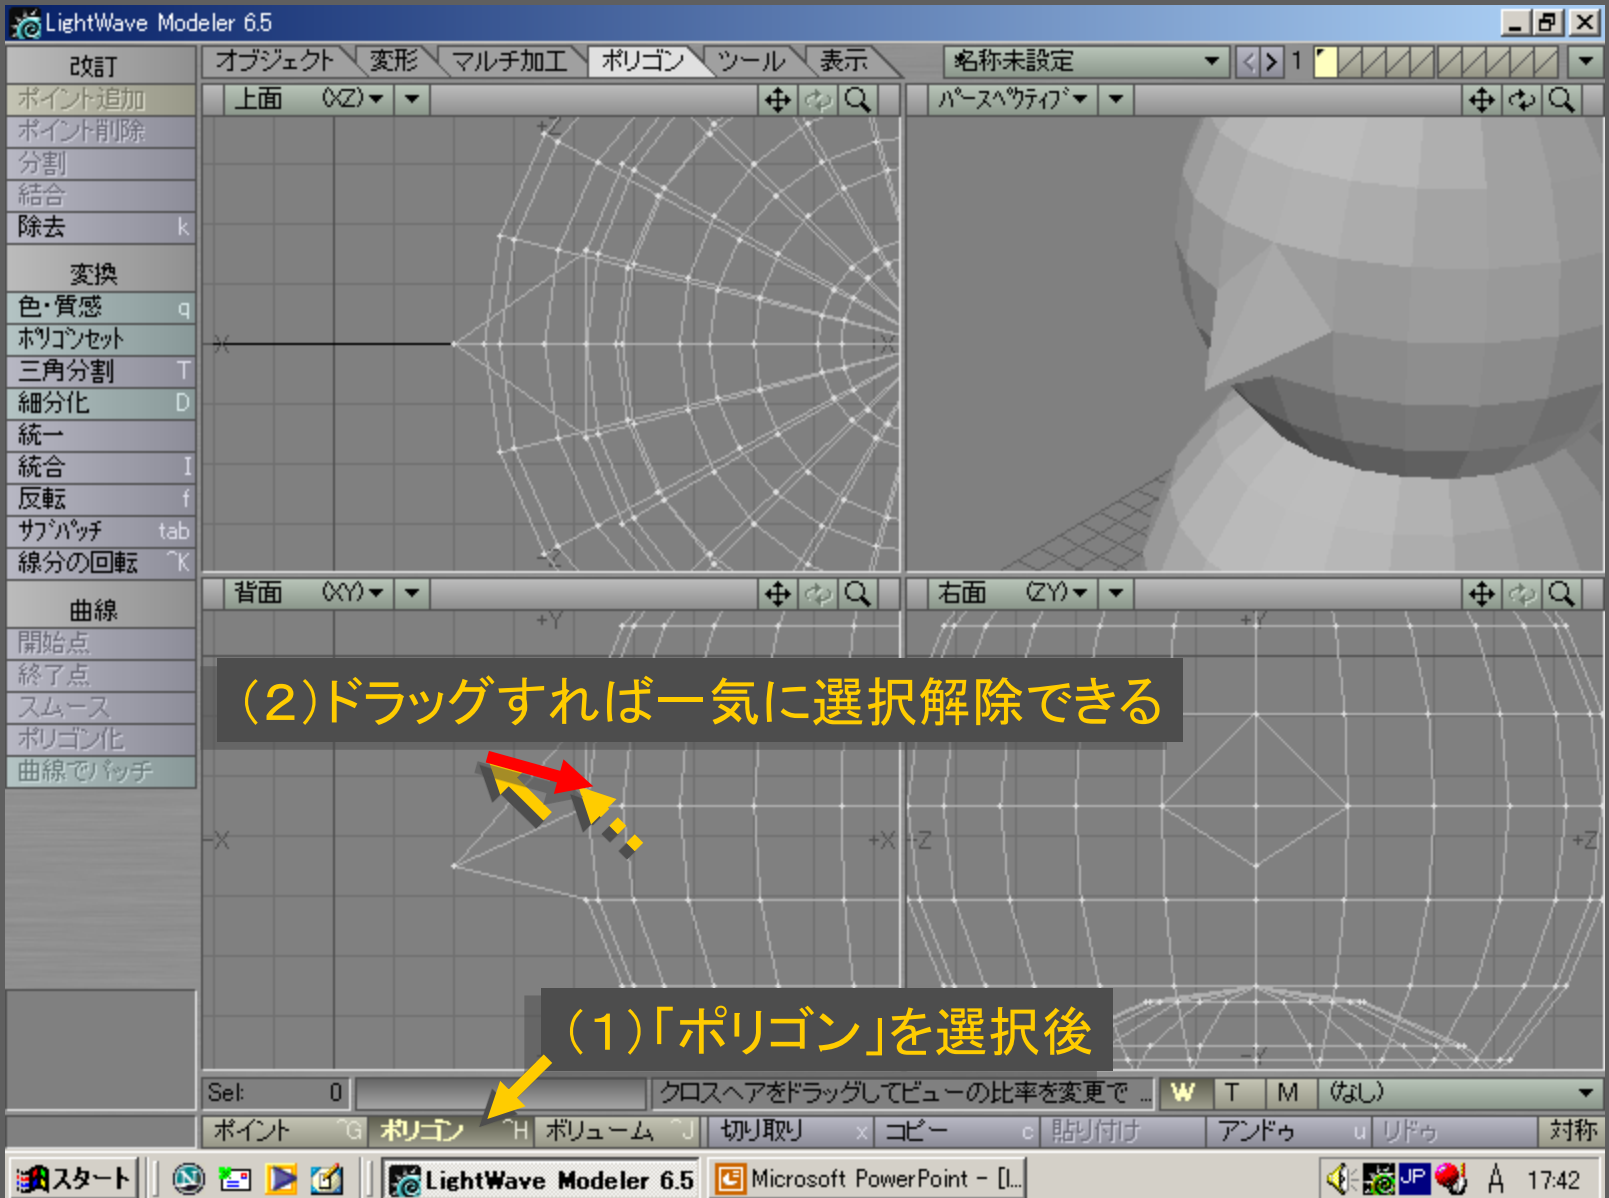 LightWave Modeler 6.5
改訂
オブジェクト 変形 マルチ加工 ポリゴン ツール 表示
名称未設定
< > 1
ポイント追加
ポイント削除
分割
結合
除去 k
変換
色・質感 q
ポリゴンセット
三角分割 T
細分化 D
統一
統合 I
反転 f
サブパッチ tab
線分の回転 ^K
曲線
開始点
終了点
スムース
ポリゴン化
曲線でパッチ
上面 (XZ)
+Z
-X
+X
-Z
パースペクティブ
背面 (XY)
+Y
-X
+X
右面 (ZY)
+Y
-Z
+Z
-Y
(2)ドラッグすれば一気に選択解除できる
(1)「ポリゴン」を選択後
Sel: 0
クロスヘアをドラッグしてビューの比率を変更で ...
W T M (なし)
ポイント ^G ポリゴン ^H ボリューム ^J 切り取り x コピー c 貼り付け アンドゥ u リドゥ 対称
スタート
LightWave Modeler 6.5
Microsoft PowerPoint - [l...
JP
A
17:42